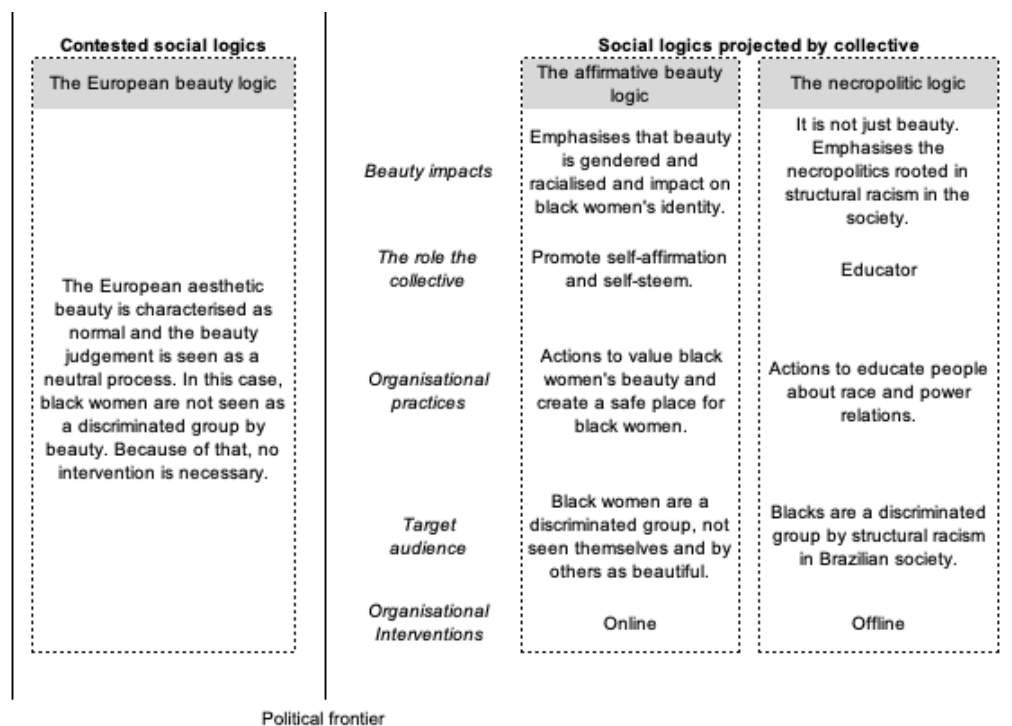 Contested social logics
The European beauty logic
The European aesthetic
beauty is characterised as
normal and the beauty
judgement is seen as a
neutral process. In this case,
black women are not seen as
a discriminated group by
beauty. Because of that, no
intervention is necessary.
Social logics projected by collective
The affirmative beauty
logic
The necropolitic logic
Beauty impacts
Emphasises that beauty
is gendered and
racialised and impact on
black women's identity.
It is not just beauty.
Emphasises the
necropolitics rooted in
structural racism in the
society.
The role the
collective
Promote self-affirmation
and self-steem.
Educator
Organisational
practices
Actions to value black
women's beauty and
create a safe place for
black women.
Actions to educate people
about race and power
relations.
Target
audience
Black women are a
discriminated group, not
seen themselves and by
others as beautiful.
Blacks are a discriminated
group by structural racism
in Brazilian society.
Organisational
Interventions
Online
Offline
Political frontier